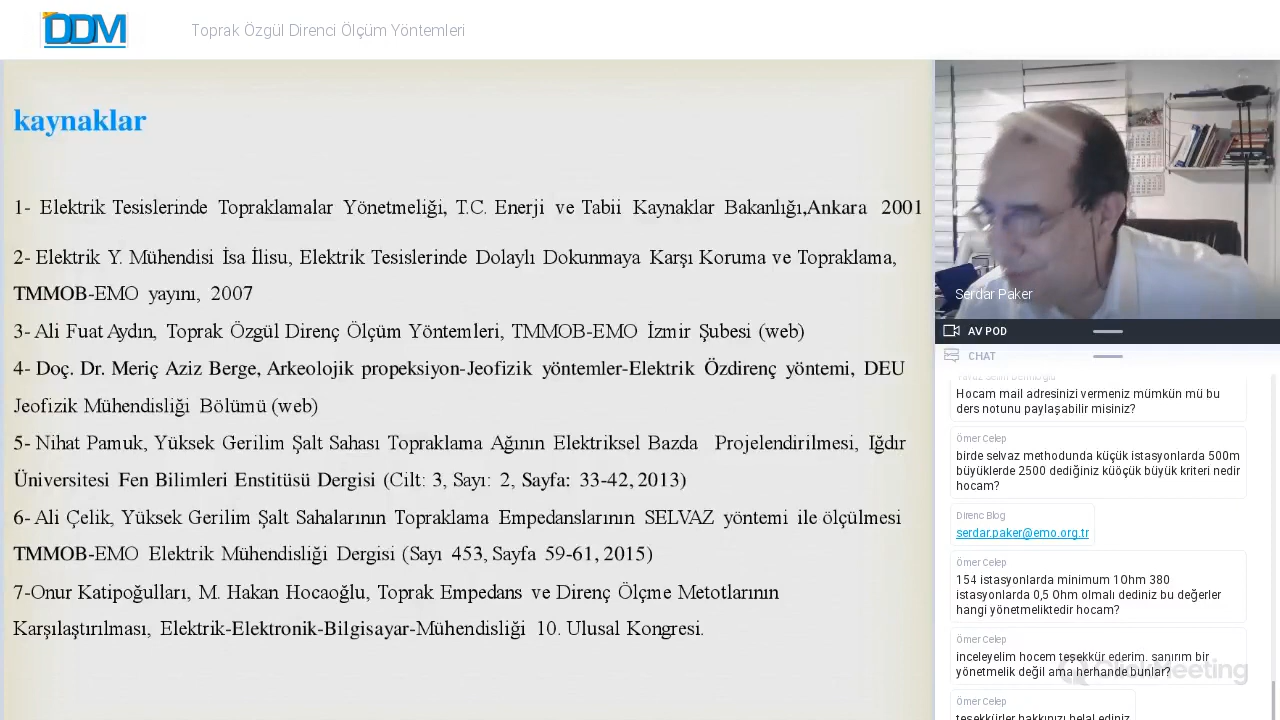 DDM
Toprak Özgül Direnci Ölçüm Yöntemleri
kaynaklar
1- Elektrik Tesislerinde Topraklamalar Yönetmeliği, T.C. Enerji ve Tabii Kaynaklar Bakanlığı,Ankara 2001
2- Elektrik Y. Mühendisi İsa İlisu, Elektrik Tesislerinde Dolaylı Dokunmaya Karşı Koruma ve Topraklama,
TMMOB-EMO yayını, 2007
3- Ali Fuat Aydın, Toprak Özgül Direnç Ölçüm Yöntemleri, TMMOB-EMO İzmir Şubesi (web)
4- Doç. Dr. Meriç Aziz Berge, Arkeolojik propeksiyon-Jeofizik yöntemler-Elektrik Özdirenç yöntemi, DEU
Jeofizik Mühendisliği Bölümü (web)
5- Nihat Pamuk, Yüksek Gerilim Şalt Sahası Topraklama Ağının Elektriksel Bazda Projelendirilmesi, Iğdır
Üniversitesi Fen Bilimleri Enstitüsü Dergisi (Cilt: 3, Sayı: 2, Sayfa: 33-42, 2013)
6- Ali Çelik, Yüksek Gerilim Şalt Sahalarının Topraklama Empedanslarının SELVAZ yöntemi ile ölçülmesi
TMMOB-EMO Elektrik Mühendisliği Dergisi (Sayı 453, Sayfa 59-61, 2015)
7-Onur Katipoğulları, M. Hakan Hocaoğlu, Toprak Empedans ve Direnç Ölçme Metotlarının
Karşılaştırılması, Elektrik-Elektronik-Bilgisayar-Mühendisliği 10. Ulusal Kongresi.
Serdar Paker
AV POD
CHAT
Hocam mail adresinizi vermeniz mümkün mü bu
ders notunu paylaşabilir misiniz?
Ömer Celep
birde selvaz methodunda küçük istasyonlarda 500m
büyüklerde 2500 dediğiniz küöçük büyük kriteri nedir
hocam?
Direnc Blog
serdar.paker@emo.org.tr
Ömer Celep
154 istasyonlarda minimum 1Ohm 380
istasyonlarda 0,5 Ohm olmalı dediniz bu değerler
hangi yönetmeliktedir hocam?
Ömer Celep
inceleyelim hocem teşekkür ederim. sanırım bir
yönetmelik değil ama herhande bunlar?
ClickMeeting
Ömer Celep
teşekkürler hakkınızı helal ediniz